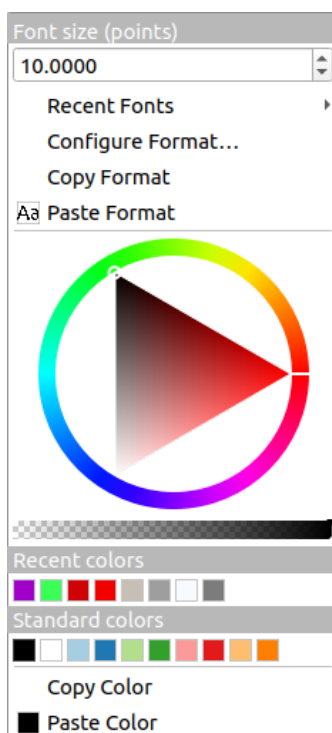 Font size (points)
10.0000
Recent Fonts
Configure Format…
Copy Format
Aa Paste Format
Recent colors
Standard colors
Copy Color
Paste Color